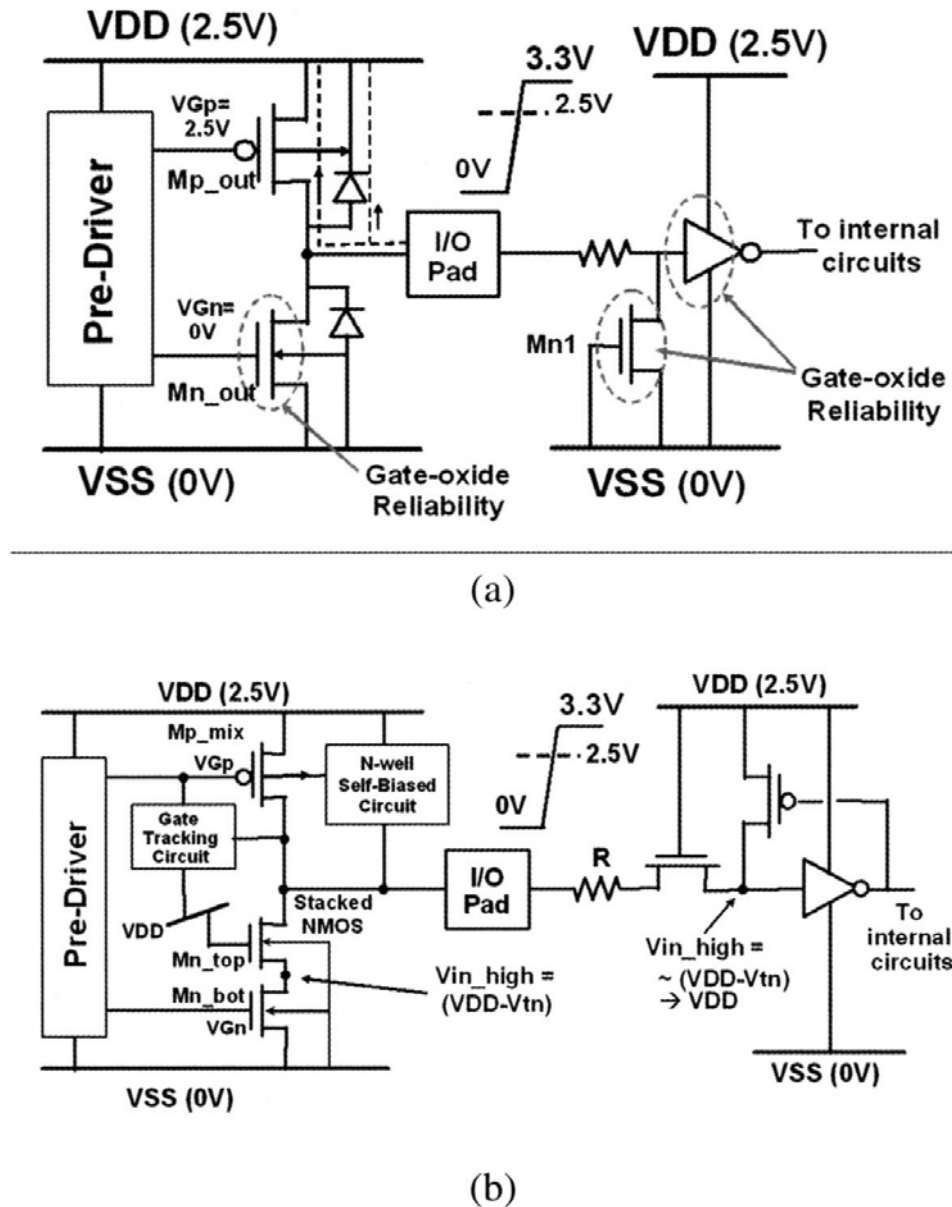 VDD (2.5V)
VGp=
2.5V
Mp_out
Pre-Driver
VGn=
0V
Mn_out
VSS (0V)
Gate-oxide
Reliability
3.3V
2.5V
0V
I/O
Pad
VDD (2.5V)
To internal
circuits
Mn1
Gate-oxide
Reliability
VSS (0V)
(a)
VDD (2.5V)
Mp_mix
VGp
N-well
Self-Biased
Circuit
Gate
Tracking
Circuit
Pre-Driver
VDD
Stacked
NMOS
Mn_top
Mn_bot
VGn
Vin_high =
(VDD-Vtn)
VSS (0V)
3.3V
2.5V
0V
I/O
Pad
R
VDD (2.5V)
Vin_high =
~ (VDD-Vtn)
→ VDD
To
internal
circuits
VSS (0V)
(b)